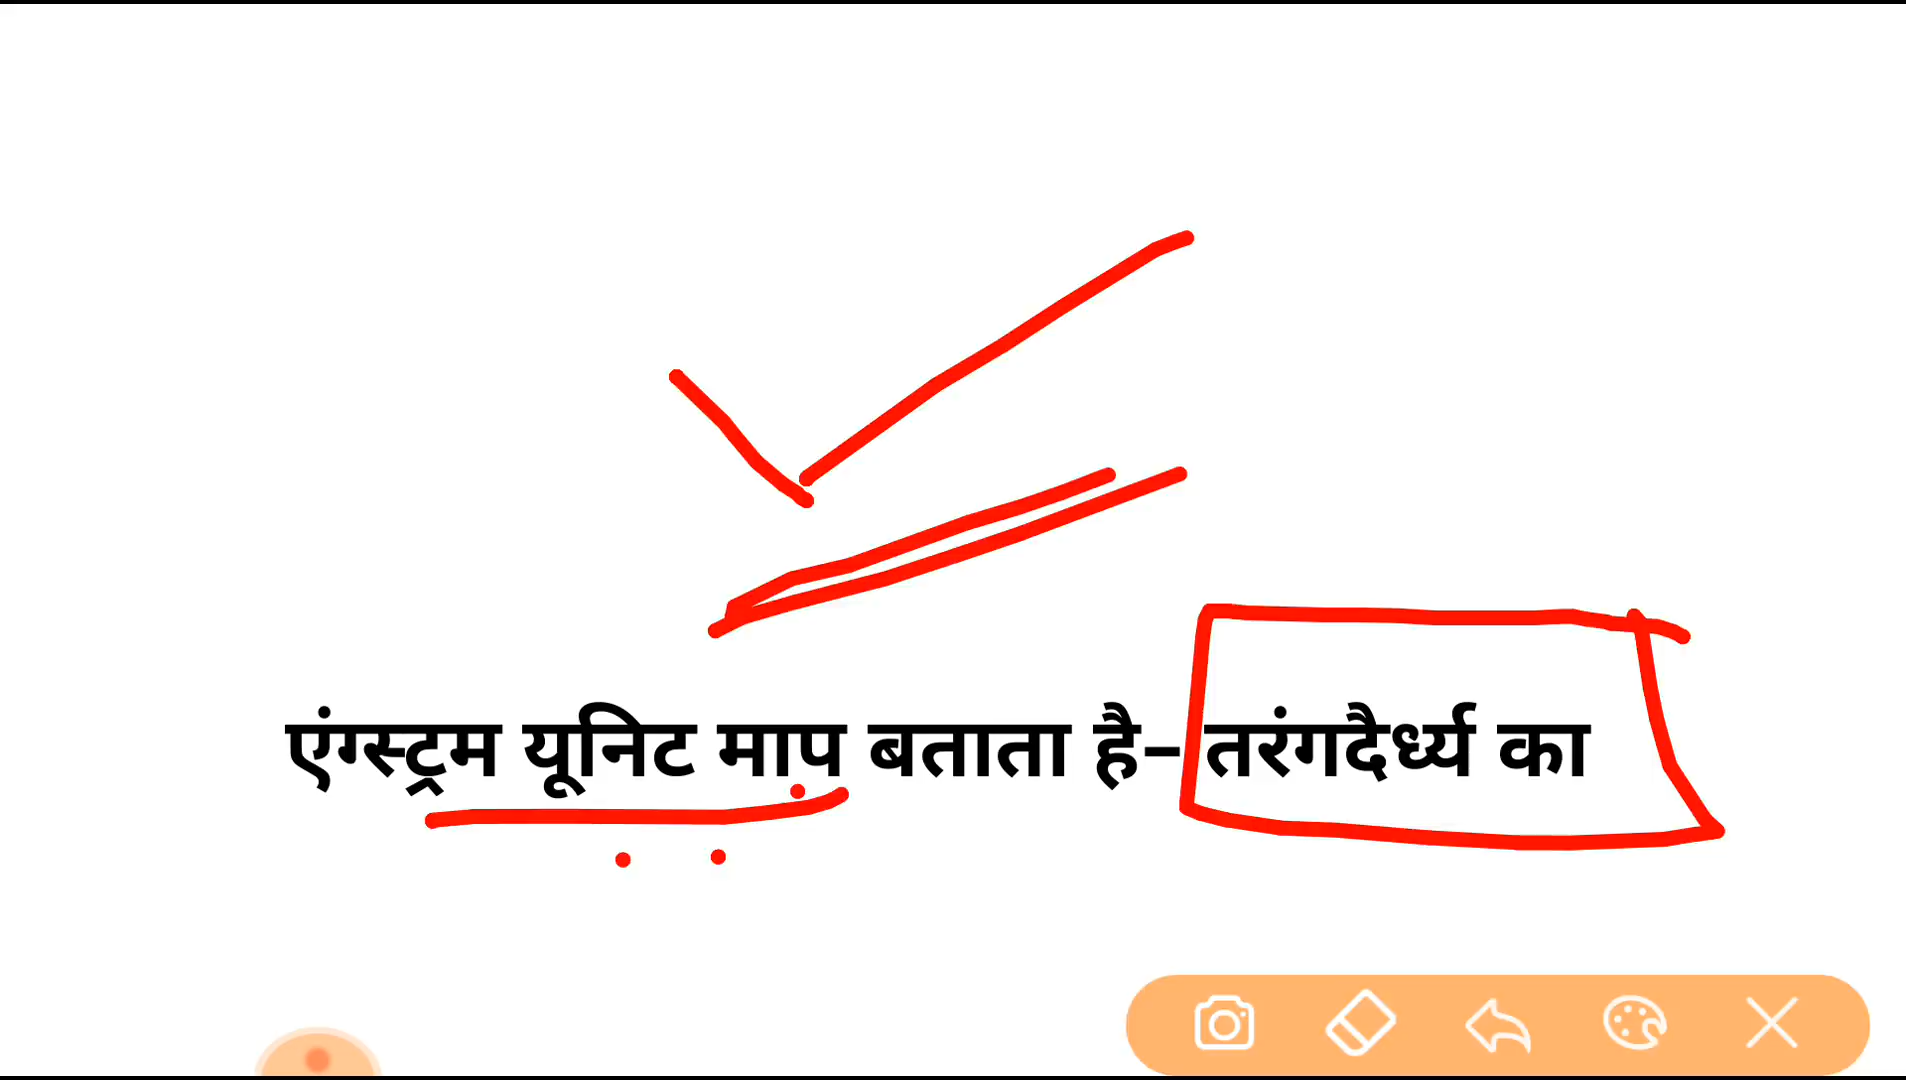 एंग्स्ट्रम यूनिट माप बताता है– तरंगदैर्ध्य का